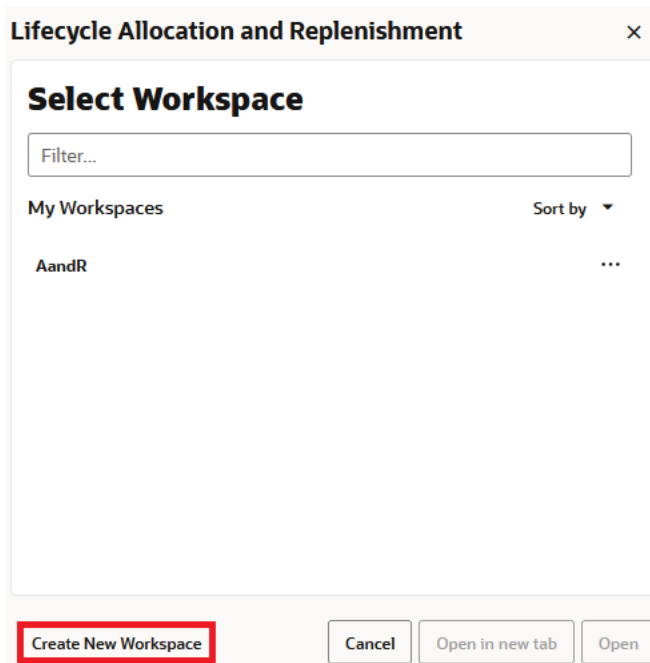 Lifecycle Allocation and Replenishment ×
Select Workspace
Filter...
My Workspaces Sort by
AandR ...
Create New Workspace Cancel Open in new tab Open